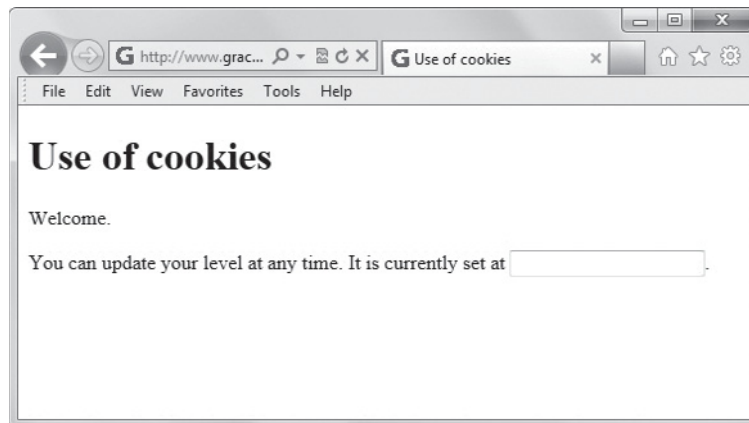 G http://www.grac...
G Use of cookies
File Edit View Favorites Tools Help
Use of cookies
Welcome.
You can update your level at any time. It is currently set at .